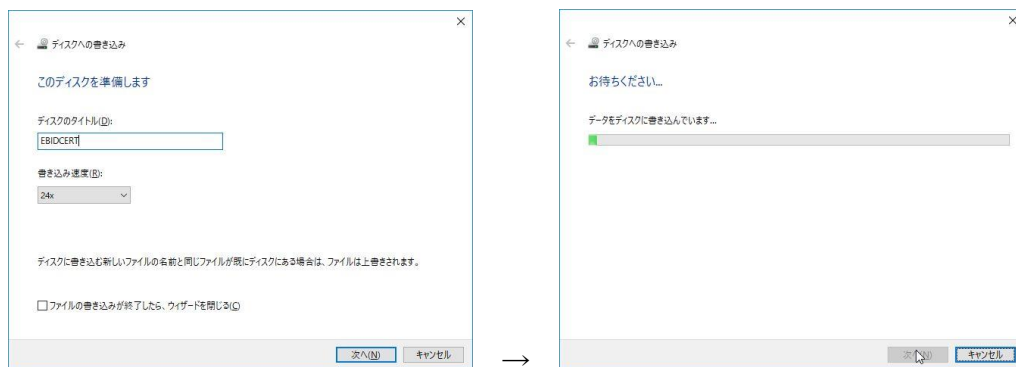 ディスクへの書き込み
このディスクを準備します
ディスクのタイトル(D):
EBIDCERT
書き込み速度(R):
24x
ディスクに書き込む新しいファイルの名前と同じファイルが既にディスクにある場合は、ファイルは上書きされます。
ファイルの書き込みが終了したら、ウィザードを閉じる(C)
次へ(N) キャンセル
→
ディスクへの書き込み
お待ちください...
データをディスクに書き込んでいます...
次へ(N) キャンセル